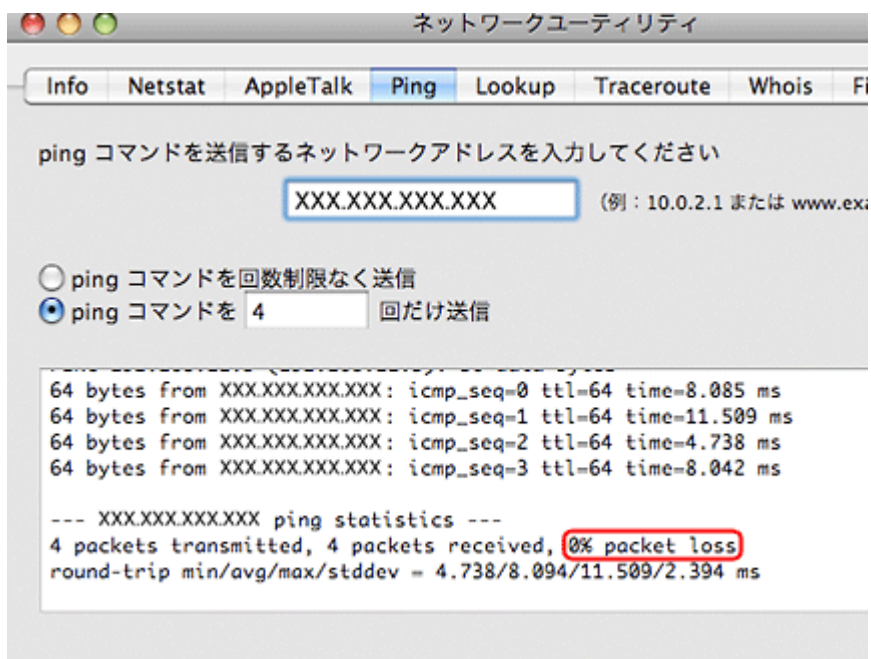 ネットワークユーティリティ
Info Netstat AppleTalk Ping Lookup Traceroute Whois Fi
ping コマンドを送信するネットワークアドレスを入力してください
XXX.XXX.XXX.XXX (例：10.0.2.1 または www.exa
ping コマンドを回数制限なく送信
ping コマンドを 4 回だけ送信
64 bytes from XXX.XXX.XXX.XXX: icmp_seq=0 ttl=64 time=8.085 ms
64 bytes from XXX.XXX.XXX.XXX: icmp_seq=1 ttl=64 time=11.509 ms
64 bytes from XXX.XXX.XXX.XXX: icmp_seq=2 ttl=64 time=4.738 ms
64 bytes from XXX.XXX.XXX.XXX: icmp_seq=3 ttl=64 time=8.042 ms
--- XXX.XXX.XXX.XXX ping statistics ---
4 packets transmitted, 4 packets received, 0% packet loss
round-trip min/avg/max/stddev = 4.738/8.094/11.509/2.394 ms